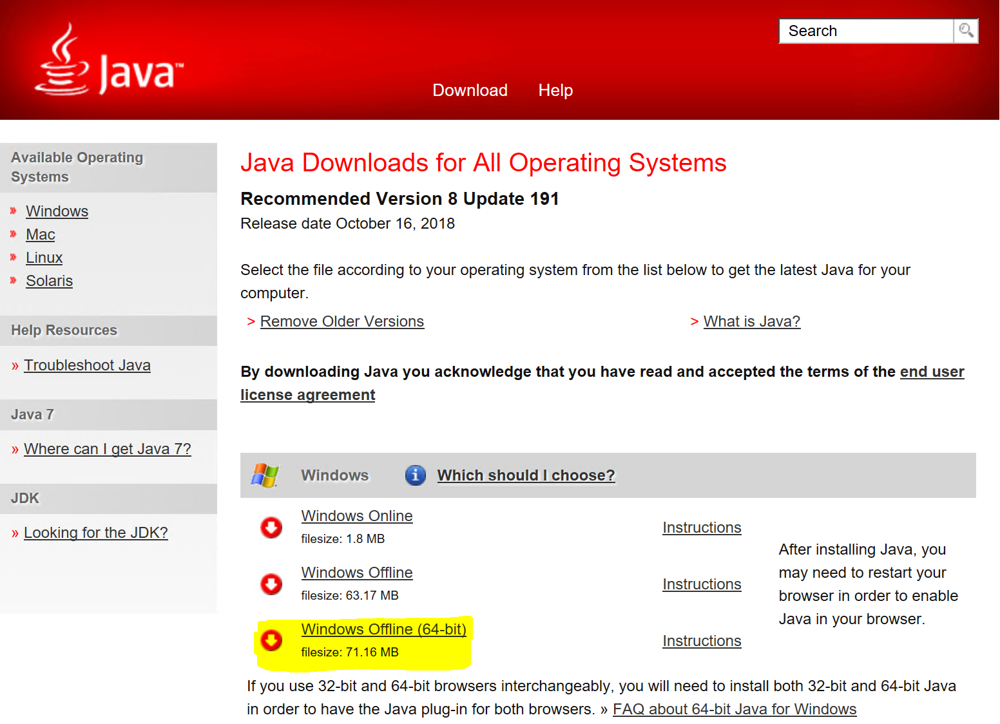 Java™
Search
Download Help
Available Operating
Systems
Windows
Mac
Linux
Solaris
Help Resources
» Troubleshoot Java
Java 7
» Where can I get Java 7?
JDK
» Looking for the JDK?
Java Downloads for All Operating Systems
Recommended Version 8 Update 191
Release date October 16, 2018
Select the file according to your operating system from the list below to get the latest Java for your
computer.
> Remove Older Versions > What is Java?
By downloading Java you acknowledge that you have read and accepted the terms of the end user
license agreement
Windows Which should I choose?
Windows Online
filesize: 1.8 MB
Instructions
Windows Offline
filesize: 63.17 MB
Instructions
Windows Offline (64-bit)
filesize: 71.16 MB
Instructions
After installing Java, you
may need to restart your
browser in order to enable
Java in your browser.
If you use 32-bit and 64-bit browsers interchangeably, you will need to install both 32-bit and 64-bit Java
in order to have the Java plug-in for both browsers. » FAQ about 64-bit Java for Windows